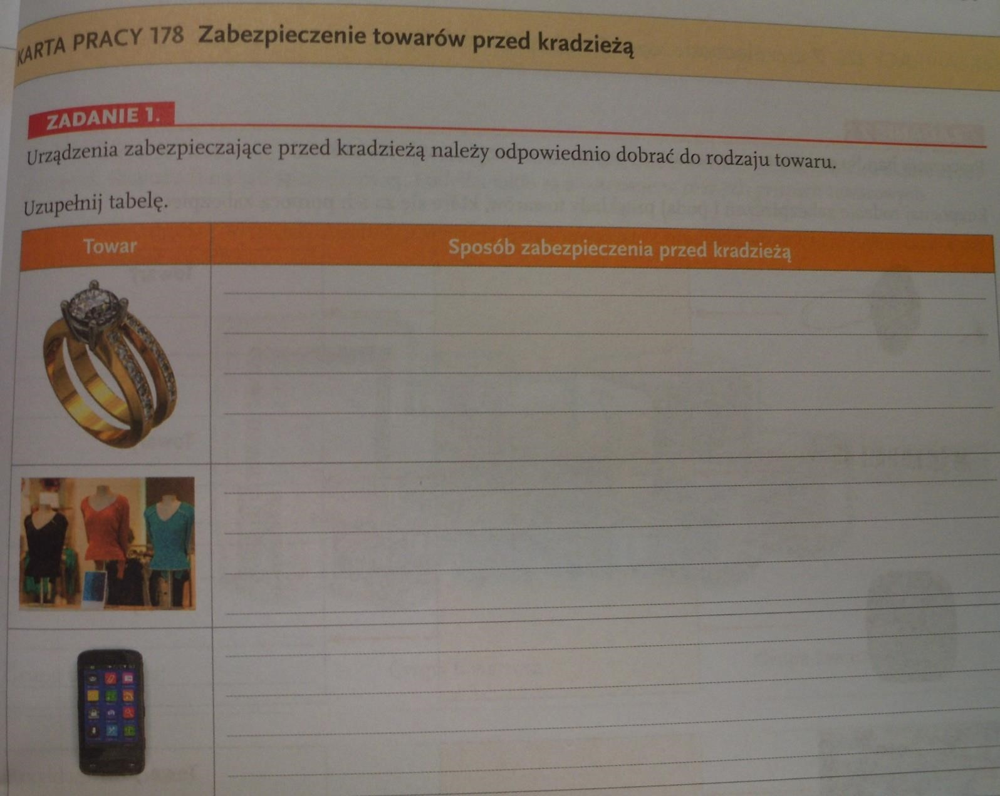 KARTA PRACY 178 Zabezpieczenie towarów przed kradzieżą
ZADANIE 1.
Urządzenia zabezpieczające przed kradzieżą należy odpowiednio dobrać do rodzaju towaru.
Uzupełnij tabelę.
Towar Sposób zabezpieczenia przed kradzieżą